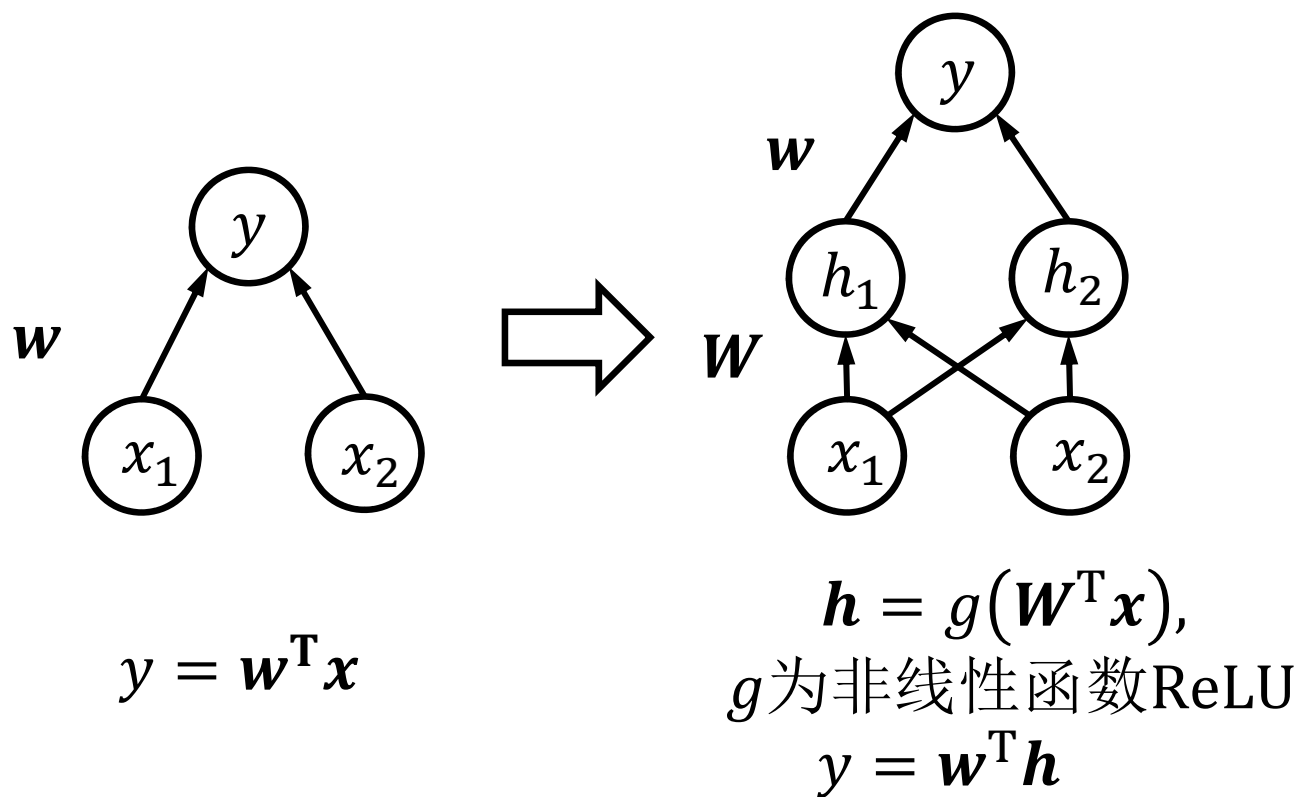 y
w
x₁
x₂
y = wᵀx
y
w
h₁
h₂
W
x₁
x₂
h = g(Wᵀx),
g为非线性函数ReLU
y = wᵀh